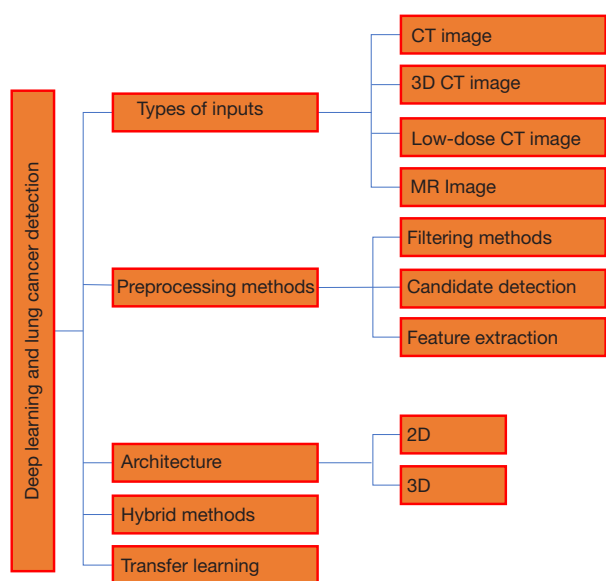 Deep learning and lung cancer detection
Types of inputs
CT image
3D CT image
Low-dose CT image
MR Image
Preprocessing methods
Filtering methods
Candidate detection
Feature extraction
Architecture
2D
3D
Hybrid methods
Transfer learning